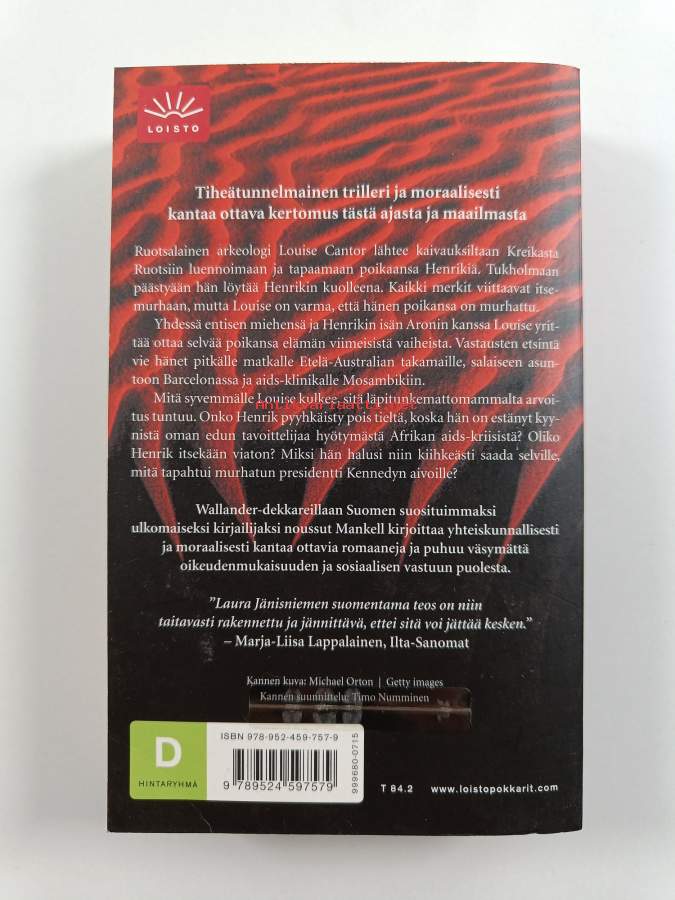 LOISTO
Tiheätunnelmainen trilleri ja moraalisesti
kantaa ottava kertomus tästä ajasta ja maailmasta
Ruotsalainen arkeologi Louise Cantor lähtee kaivauksiltaan Kreikasta
Ruotsiin luennoimaan ja tapaamaan poikaansa Henrikiä. Tukholmaan
päästyään hän löytää Henrikin kuolleena. Kaikki merkit viittaavat itse-
murhaan, mutta Louise on varma, että hänen poikansa on murhattu.
Yhdessä entisen miehensä ja Henrikin isän Aronin kanssa Louise yrit-
tää ottaa selvää poikansa elämän viimeisistä vaiheista. Vastausten etsintä
vie hänet pitkälle matkalle Etelä-Australian takamaille, salaiseen asun-
toon Barcelonassa ja aids-klinikalle Mosambikiin.
Mitä syvemmälle Louise kulkee, sitä läpitunkemattomammalta arvoi-
tus tuntuu. Onko Henrik pyyhkäisty pois tieltä, koska hän on estänyt kyy-
nistä oman edun tavoittelijaa hyötymästä Afrikan aids-kriisistä? Oliko
Henrik itsekään viaton? Miksi hän halusi niin kiihkeästi saada selville,
mitä tapahtui murhatun presidentti Kennedyn aivoille?
Antikvariaatti.net
Wallander-dekkareillaan Suomen suosituimmaksi
ulkomaiseksi kirjailijaksi noussut Mankell kirjoittaa yhteiskunnallisesti
ja moraalisesti kantaa ottavia romaaneja ja puhuu väsymättä
oikeudenmukaisuuden ja sosiaalisen vastuun puolesta.
”Laura Jänisniemen suomentama teos on niin
taitavasti rakennettu ja jännittävä, ettei sitä voi jättää kesken.”
– Marja-Liisa Lappalainen, Ilta-Sanomat
Kannen kuva: Michael Orton | Getty images
Kannen suunnittelu: Timo Numminen
D
HINTARYHMÄ
ISBN 978-952-459-757-9
9 789524 597579
999680-0715
T 84.2
www.loistopokkarit.com